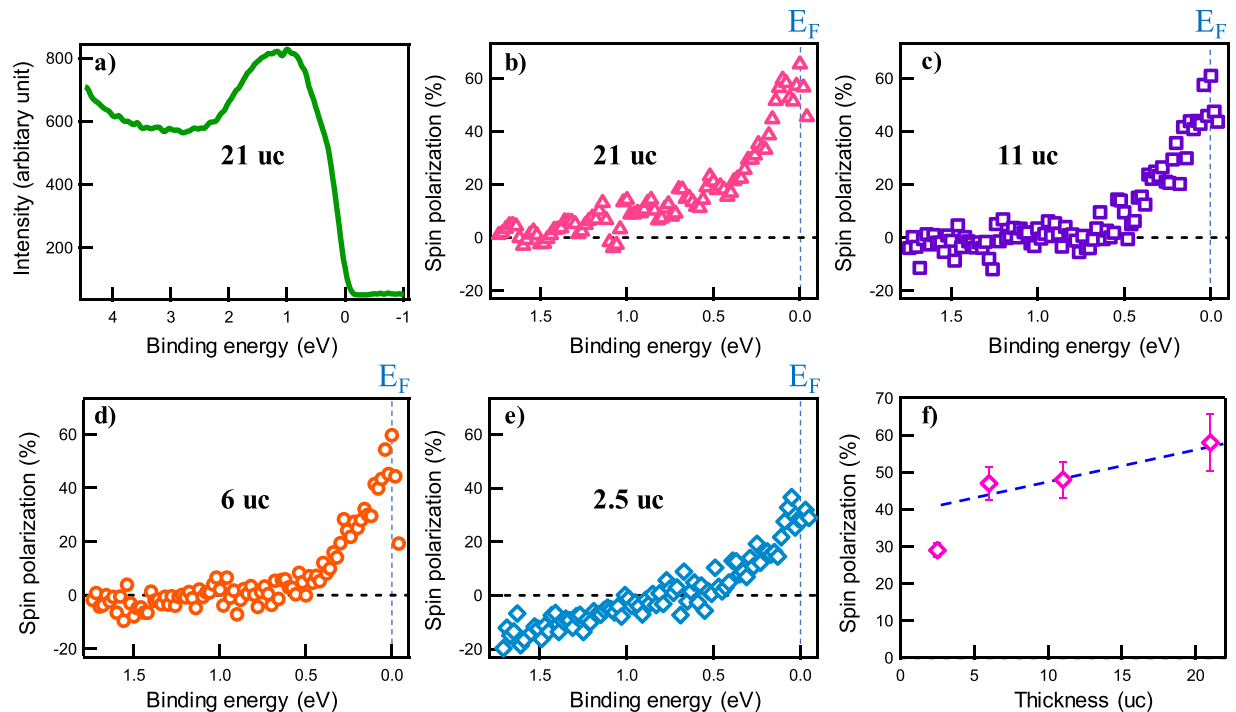 a)
21 uc
Intensity (arbitary unit)
800
600
400
200
4
3
2
1
0
-1
Binding energy (eV)
E_F
b)
21 uc
Spin polarization (%)
60
40
20
0
-20
1.5
1.0
0.5
0.0
Binding energy (eV)
E_F
c)
11 uc
Spin polarization (%)
60
40
20
0
-20
1.5
1.0
0.5
0.0
Binding energy (eV)
E_F
d)
6 uc
Spin polarization (%)
60
40
20
0
-20
1.5
1.0
0.5
0.0
Binding energy (eV)
E_F
e)
2.5 uc
Spin polarization (%)
60
40
20
0
-20
1.5
1.0
0.5
0.0
Binding energy (eV)
f)
Spin polarization (%)
70
60
50
40
30
20
10
0
0
5
10
15
20
Thickness (uc)